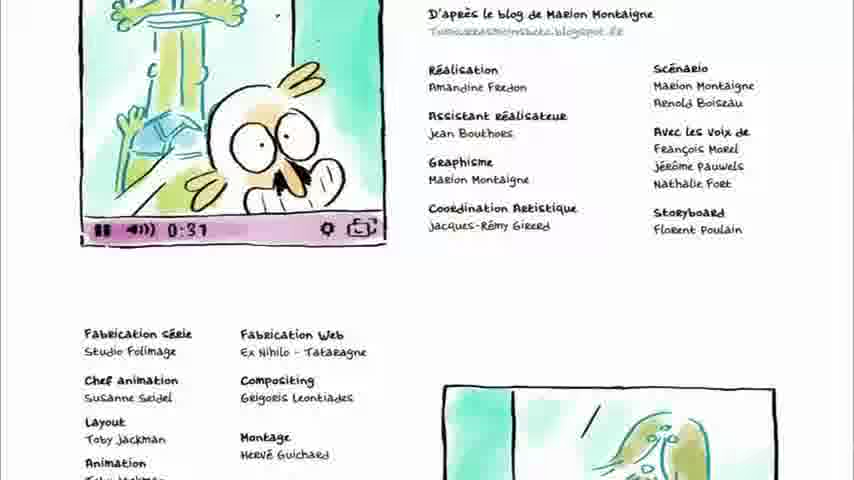 D'après le blog de Marion Montaigne
Réalisation
Amandine Fredon
Assistant réalisateur
Jean Bouthors
Graphisme
Marion Montaigne
Coordination Artistique
Jacques-Rémy Girerd
Scénario
Marion Montaigne
Arnold Boiseau
Avec les voix de
François Morel
Jérôme Pauwels
Nathalie Fort
Storyboard
Florent Poulain
0:31
Fabrication série
Studio Folimage
Chef animation
Susanne Seidel
Layout
Toby Jackman
Animation
Toby Jackman
Fabrication Web
Ex Nihilo - Tataragne
Compositing
Grigoris Leontiades
Montage
Hervé Guichard